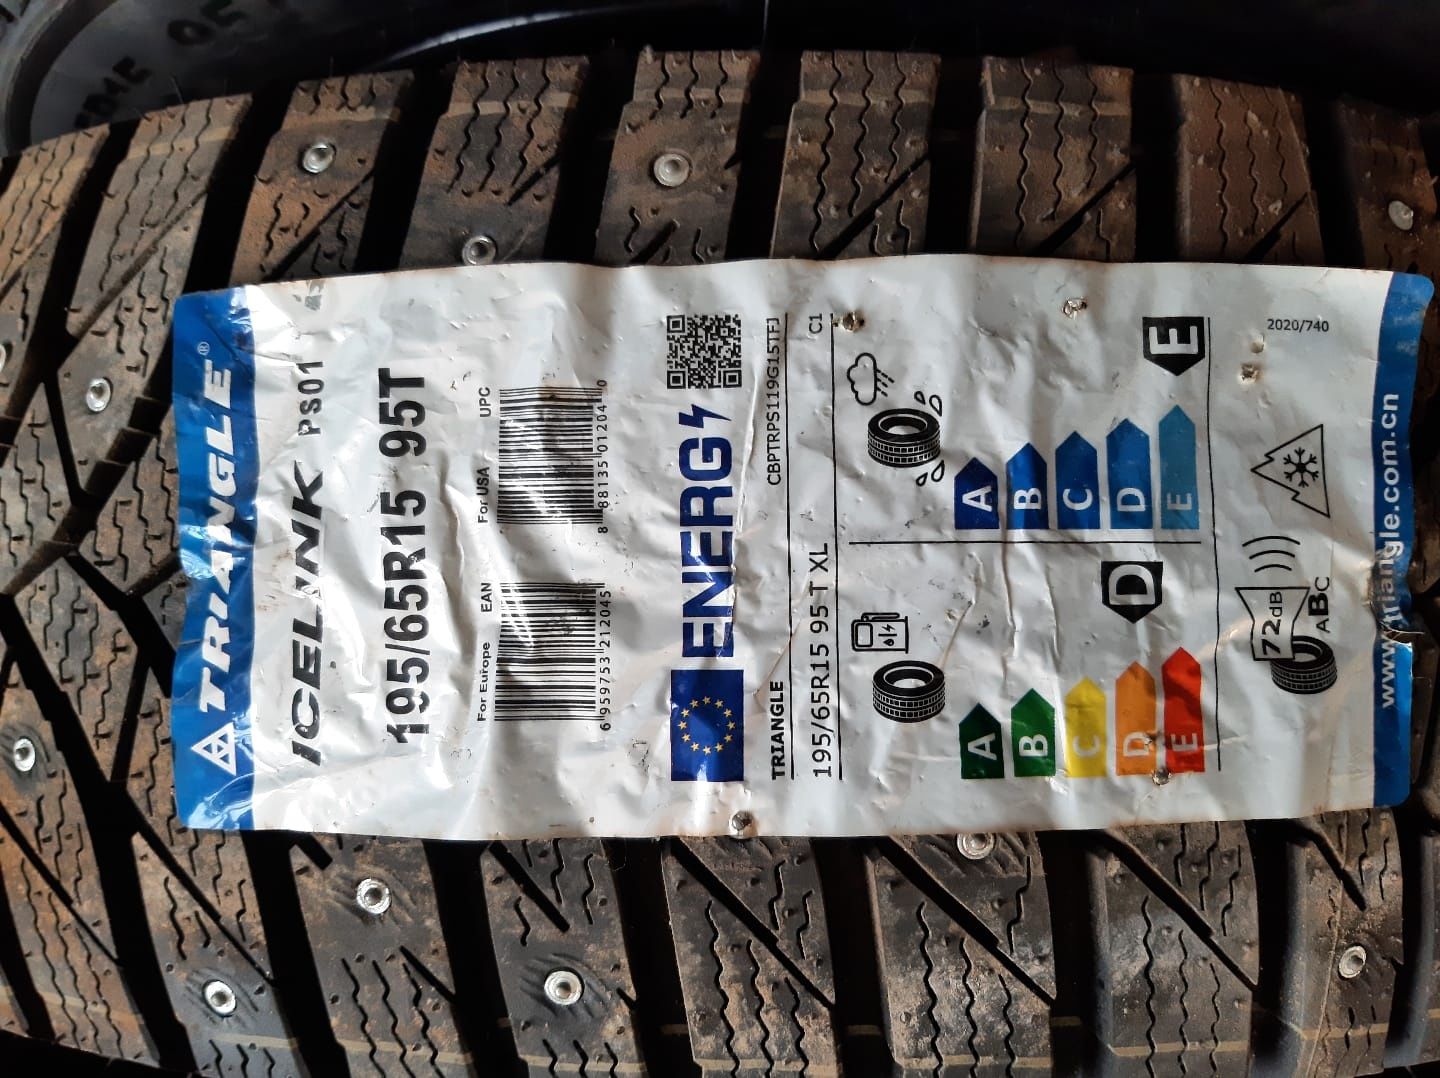 TRIANGLE®
ICELINK PS01
195/65R15 95T
For Europe EAN
6 959753 212045
For USA UPC
8 88135 01204 0
ENERG
TRIANGLE
CBPTRPS119G15TFJ
195/65R15 95 T XL
C1
A
B
C
D
E
D
A
B
C
D
E
E
72dB
ABC
2020/740
www.triangle.com.cn